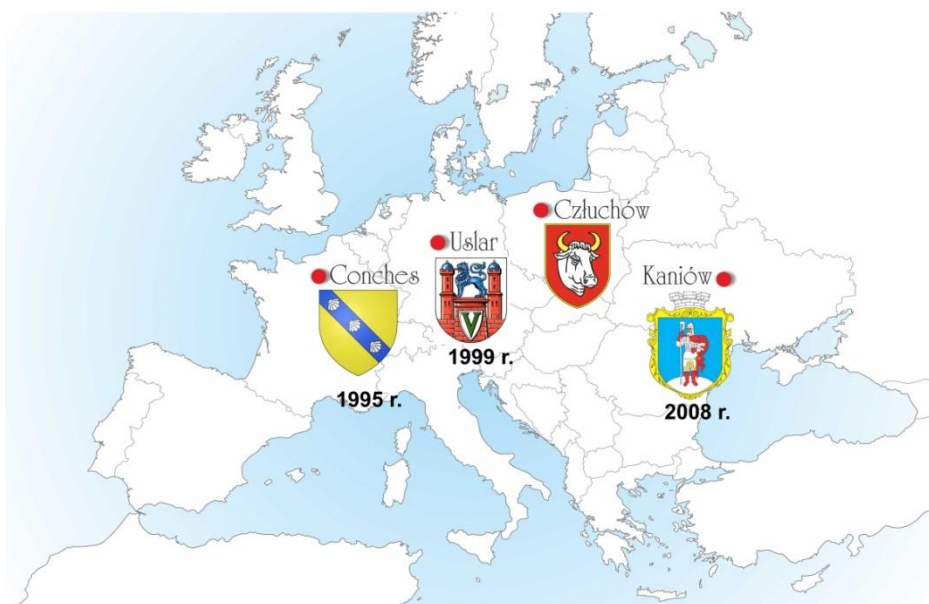 Człuchów
Uslar
Conches
Kaniów
V
1999 r.
1995 r.
2008 r.